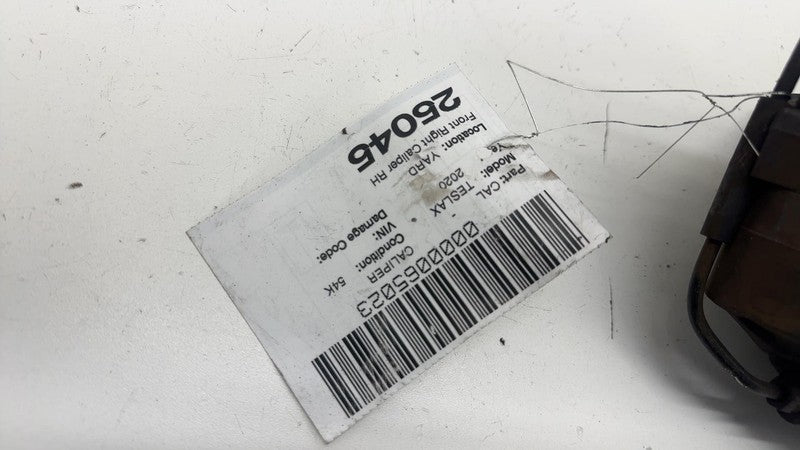 25045
Front Right Caliper RH
Location: YARD
Ye
2020
Model: TESLAX
Part: CAL
Damage Code:
VIN:
Condition: 54K
CALIPER
0000065023